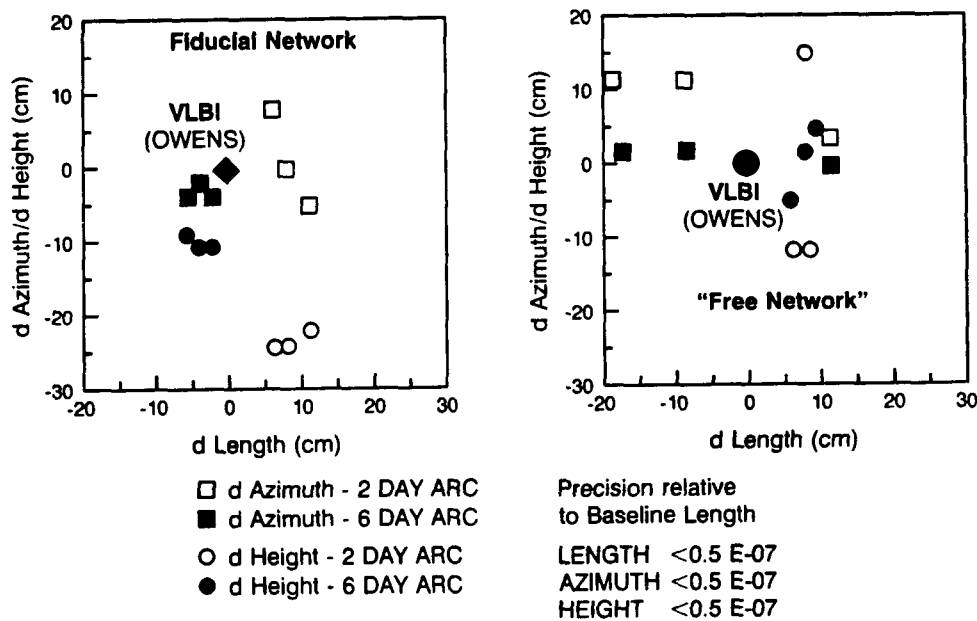 Fiducial Network
VLBI
(OWENS)
d Azimuth/d Height (cm)
20
10
0
-10
-20
-30
-20 -10 0 10 20 30
d Length (cm)
d Azimuth/d Height (cm)
20
10
0
-10
-20
-30
VLBI
(OWENS)
"Free Network"
-20 -10 0 10 20 30
d Length (cm)
d Azimuth - 2 DAY ARC
d Azimuth - 6 DAY ARC
d Height - 2 DAY ARC
d Height - 6 DAY ARC
Precision relative
to Baseline Length
LENGTH <0.5 E-07
AZIMUTH <0.5 E-07
HEIGHT <0.5 E-07